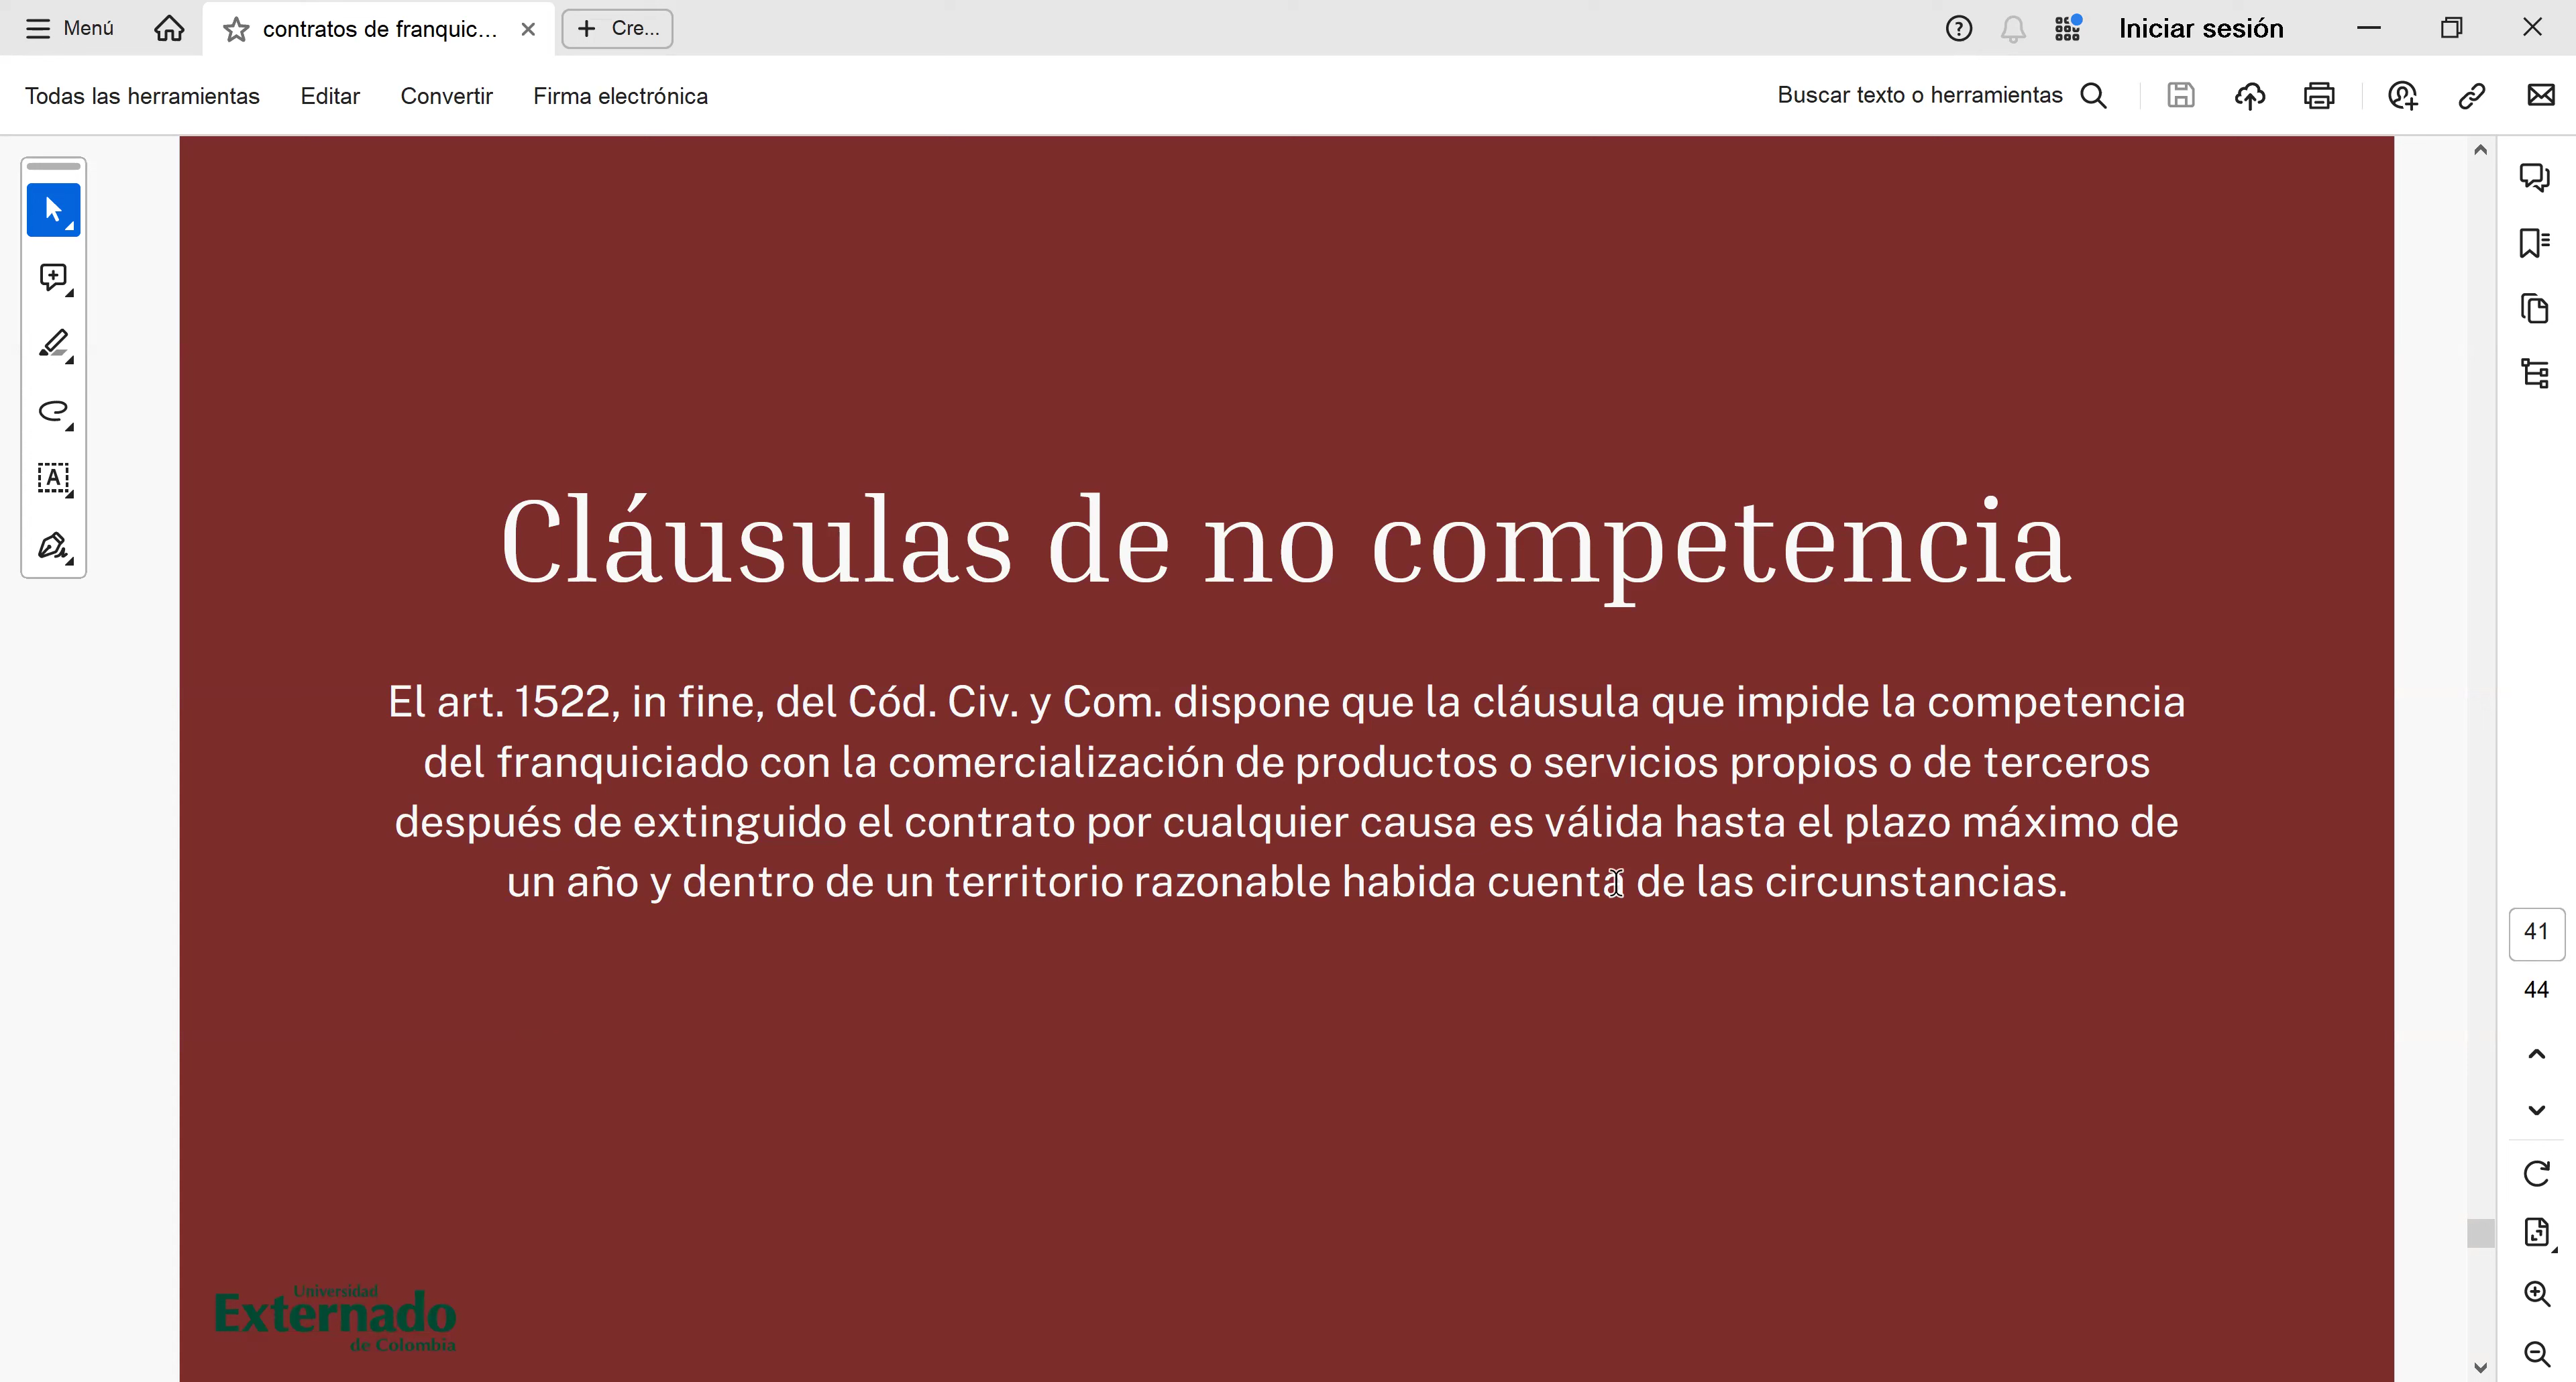 Menú
contratos de franquic...
Cre...
Iniciar sesión
Todas las herramientas
Editar
Convertir
Firma electrónica
Buscar texto o herramientas
Cláusulas de no competencia
El art. 1522, in fine, del Cód. Civ. y Com. dispone que la cláusula que impide la competencia
del franquiciado con la comercialización de productos o servicios propios o de terceros
después de extinguido el contrato por cualquier causa es válida hasta el plazo máximo de
un año y dentro de un territorio razonable habida cuenta de las circunstancias.
41
44
Universidad
Externado
de Colombia